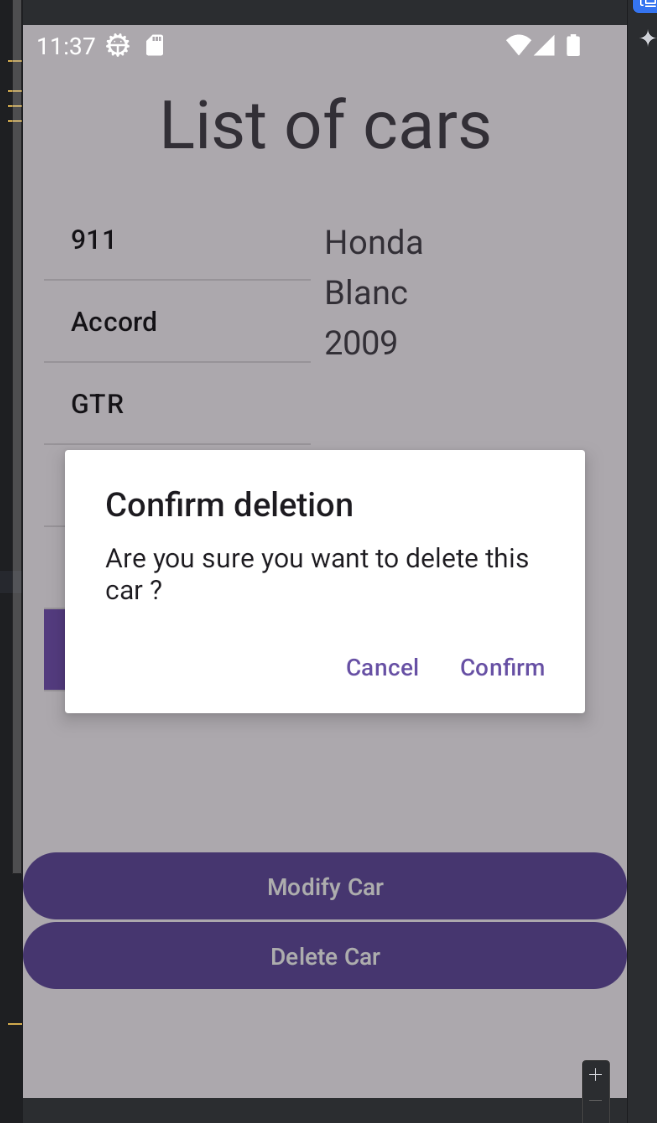 11:37
List of cars
911
Accord
GTR
Honda
Blanc
2009
Confirm deletion
Are you sure you want to delete this
car ?
Cancel
Confirm
Modify Car
Delete Car